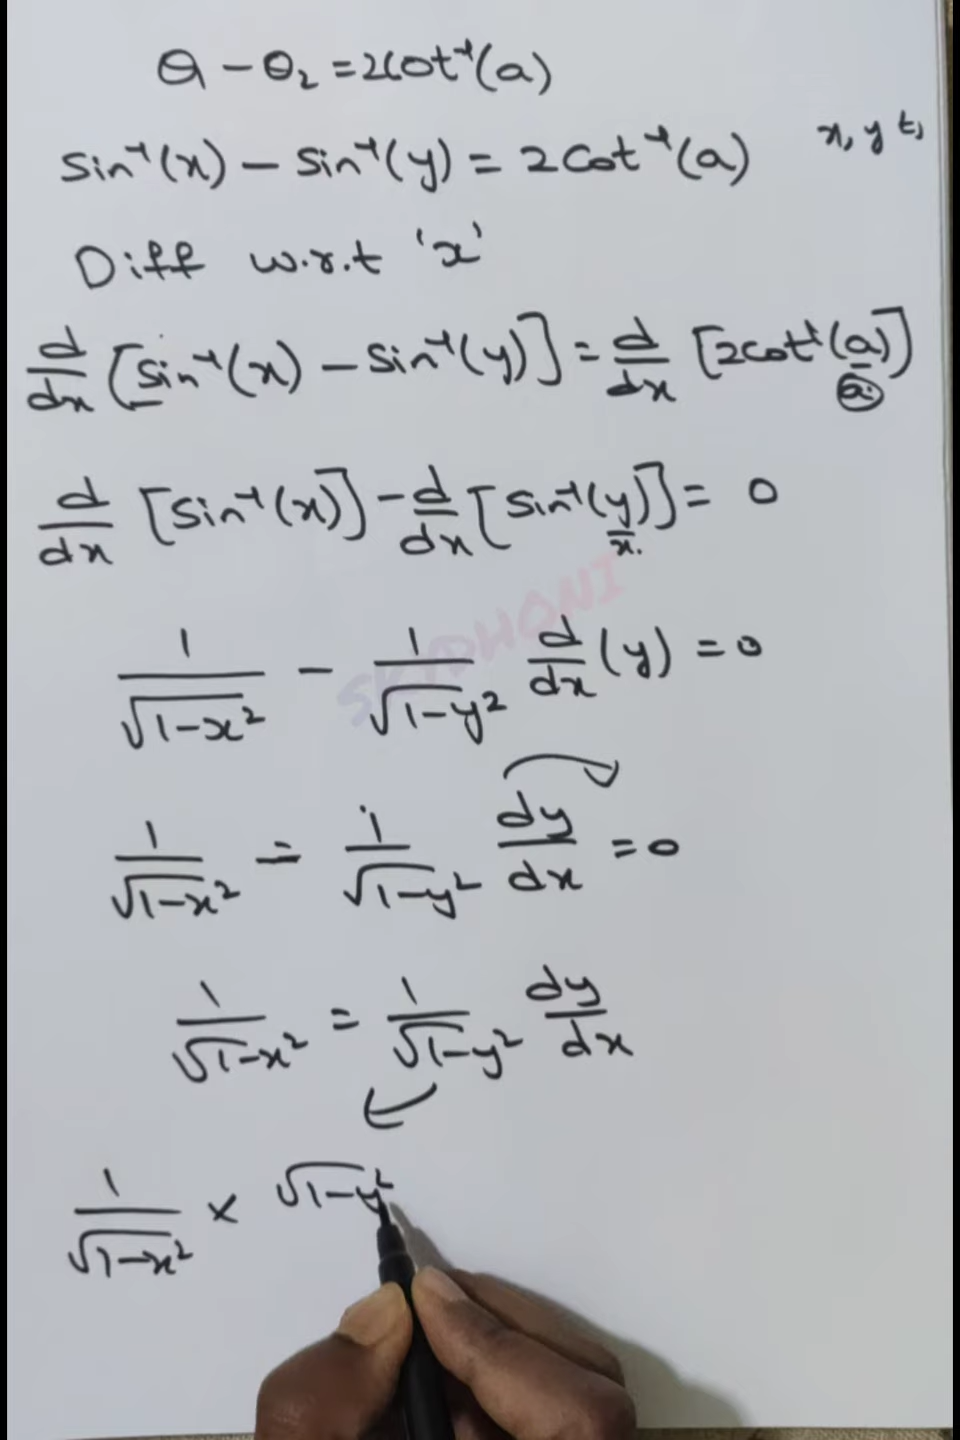 θ₁ - θ₂ = 2cot⁻¹(a)
sin⁻¹(x) - sin⁻¹(y) = 2cot⁻¹(a) x, y t,
Diff w.r.t 'x'
d/dx [sin⁻¹(x) - sin⁻¹(y)] = d/dx [2cot⁻¹(a)]
a
d/dx [sin⁻¹(x)] - d/dx [sin⁻¹(y)] = 0
x.
SKIDHONI
1/√(1-x²) - 1/√(1-y²) d/dx (y) = 0
1/√(1-x²) - 1/√(1-y²) dy/dx = 0
1/√(1-x²) = 1/√(1-y²) dy/dx
1/√(1-x²) × √(1-y²)